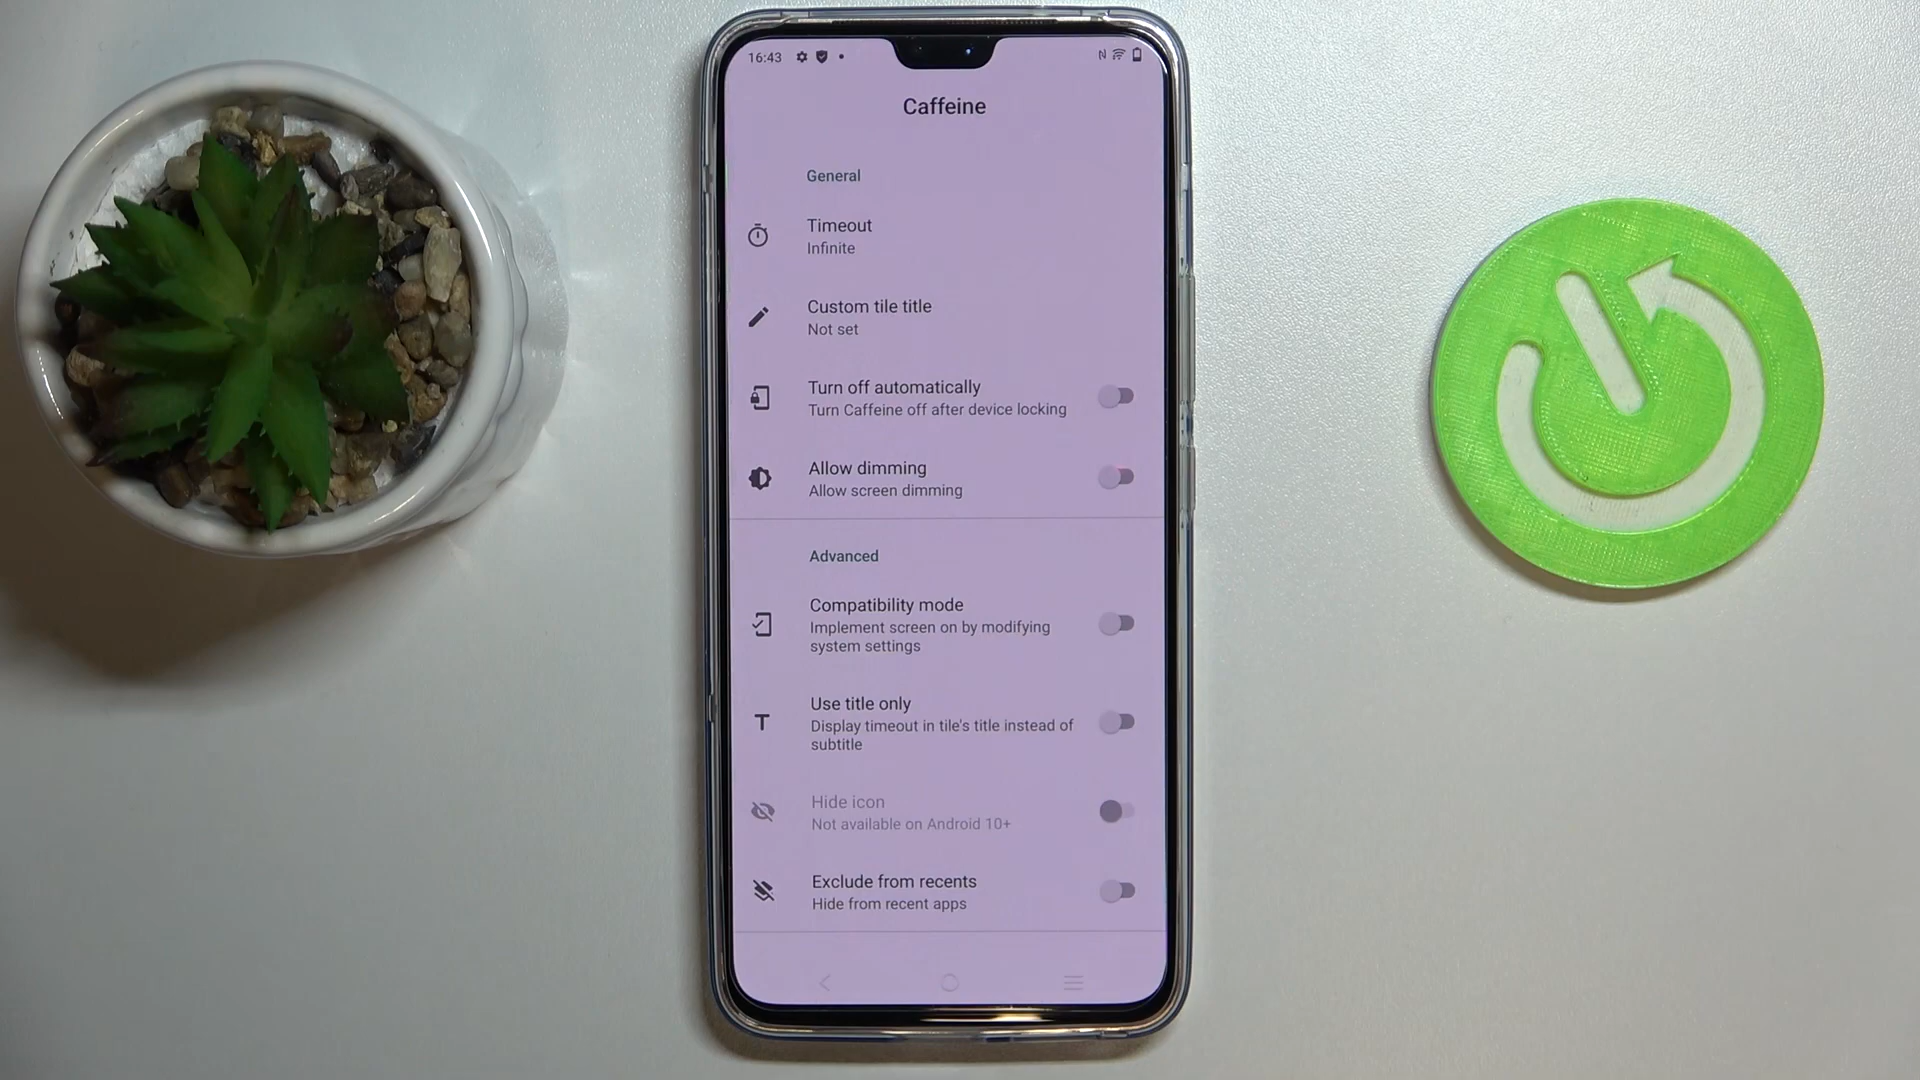 16:43
Caffeine
General
Timeout
Infinite
Custom tile title
Not set
Turn off automatically
Turn Caffeine off after device locking
Allow dimming
Allow screen dimming
Advanced
Compatibility mode
Implement screen on by modifying
system settings
Use title only
Display timeout in tile's title instead of
subtitle
Hide icon
Not available on Android 10+
Exclude from recents
Hide from recent apps